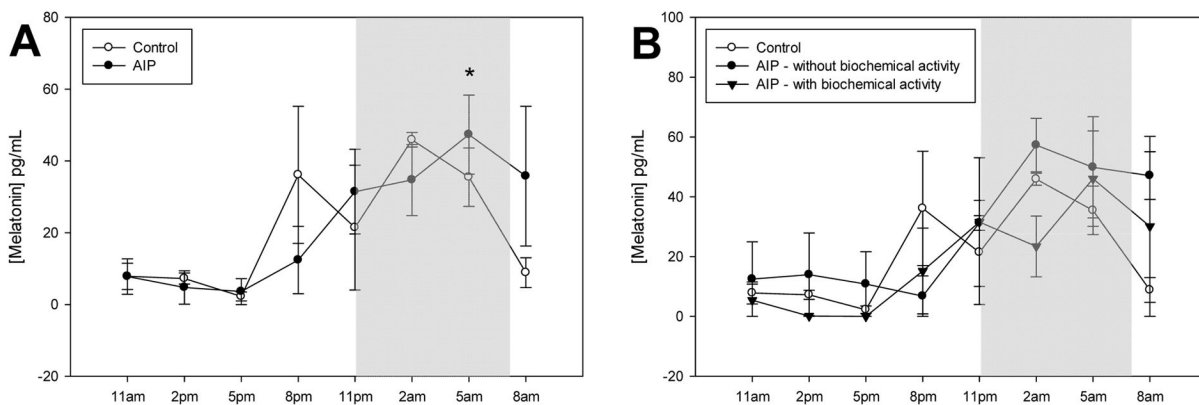 A
80
60
40
20
0
-20
[Melatonin] pg/mL
Control
AIP
*
11am 2pm 5pm 8pm 11pm 2am 5am 8am
B
100
80
60
40
20
0
-20
[Melatonin] pg/mL
Control
AIP - without biochemical activity
AIP - with biochemical activity
11am 2pm 5pm 8pm 11pm 2am 5am 8am